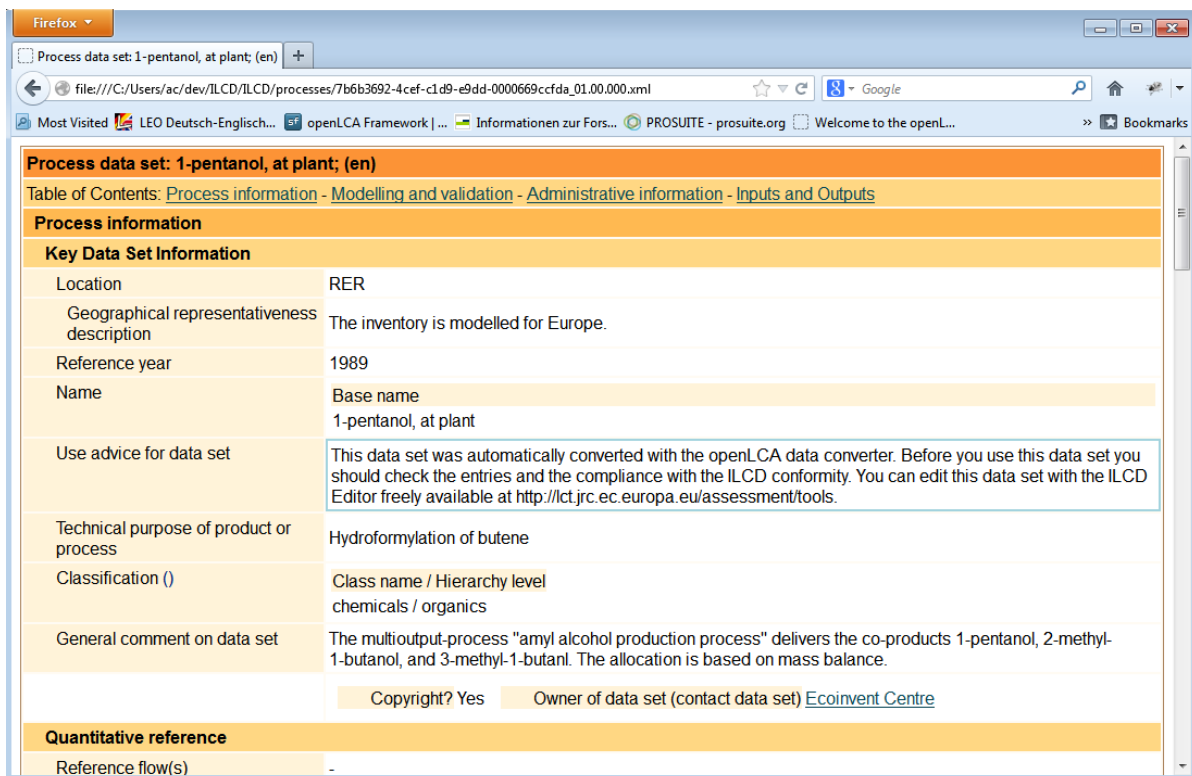 Firefox
Process data set: 1-pentanol, at plant; (en)
file:///C:/Users/ac/dev/ILCD/ILCD/processes/7b6b3692-4cef-c1d9-e9dd-0000669ccfda_01.00.000.xml
Google
Most Visited LEO Deutsch-Englisch... openLCA Framework | ... Informationen zur Fors... PROSUITE - prosuite.org Welcome to the openL... » Bookmarks
Process data set: 1-pentanol, at plant; (en)
Table of Contents: Process information - Modelling and validation - Administrative information - Inputs and Outputs
Process information
Key Data Set Information
Location RER
Geographical representativeness
description
The inventory is modelled for Europe.
Reference year 1989
Name Base name
1-pentanol, at plant
Use advice for data set
This data set was automatically converted with the openLCA data converter. Before you use this data set you
should check the entries and the compliance with the ILCD conformity. You can edit this data set with the ILCD
Editor freely available at http://lct.jrc.ec.europa.eu/assessment/tools.
Technical purpose of product or
process
Hydroformylation of butene
Classification () Class name / Hierarchy level
chemicals / organics
General comment on data set
The multioutput-process "amyl alcohol production process" delivers the co-products 1-pentanol, 2-methyl-
1-butanol, and 3-methyl-1-butanl. The allocation is based on mass balance.
Copyright? Yes Owner of data set (contact data set) Ecoinvent Centre
Quantitative reference
Reference flow(s) -